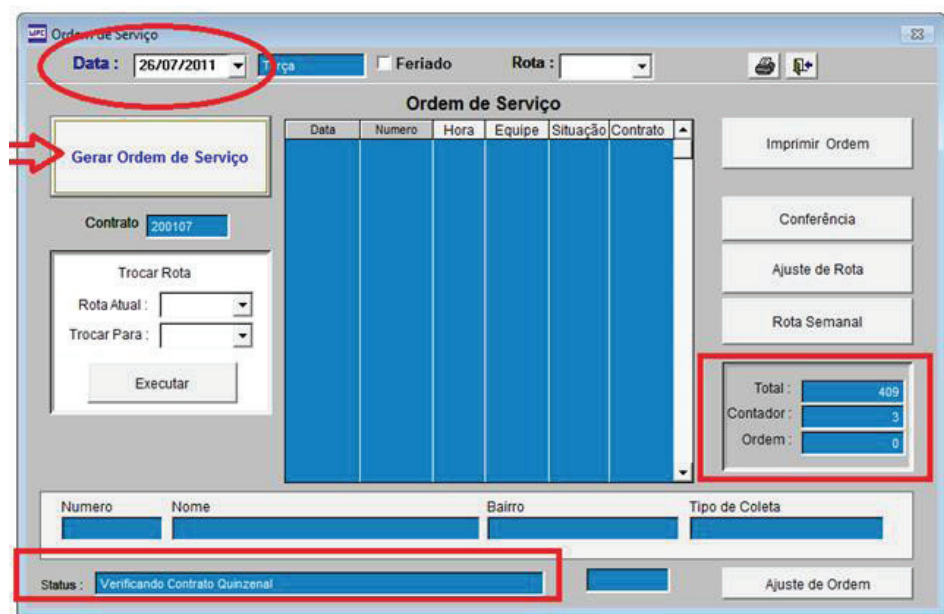 WPC Ordem de Serviço
Data : 26/07/2011 Terça Feriado Rota :
Ordem de Serviço
Gerar Ordem de Serviço
Data Numero Hora Equipe Situação Contrato
Imprimir Ordem
Contrato 200107
Conferência
Trocar Rota
Ajuste de Rota
Rota Atual :
Trocar Para :
Rota Semanal
Executar
Total : 409
Contador : 3
Ordem : 0
Numero Nome Bairro Tipo de Coleta
Status : Verificando Contrato Quinzenal
Ajuste de Ordem